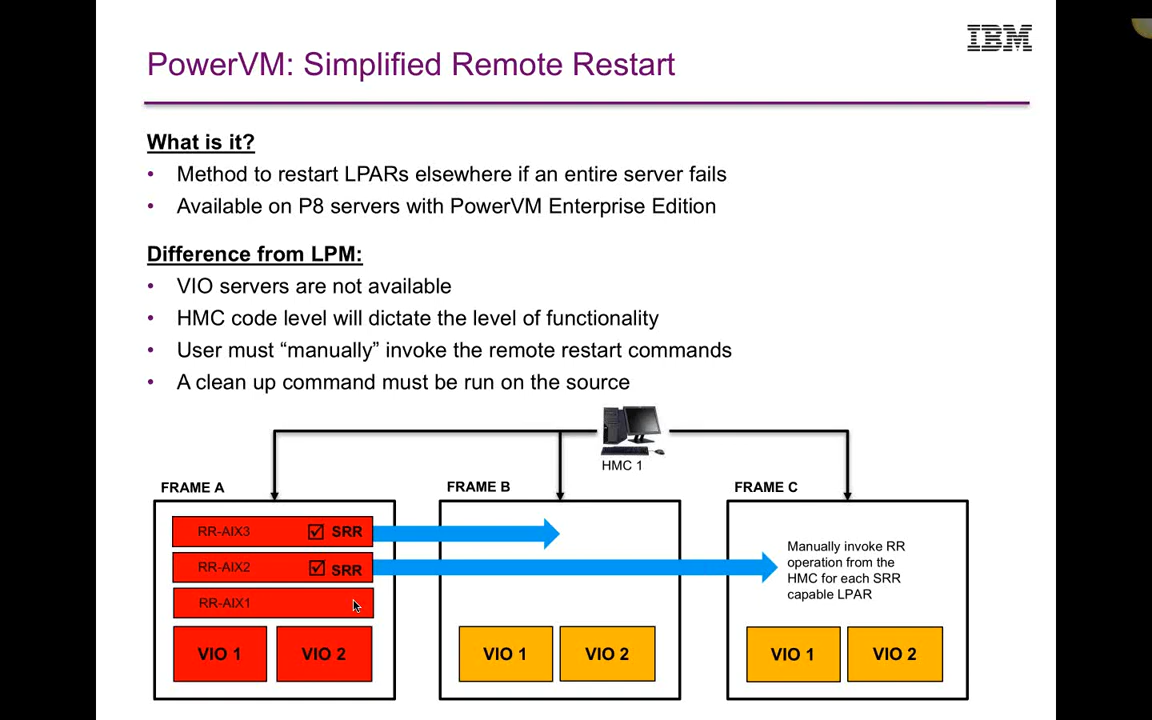 IBM
PowerVM: Simplified Remote Restart
What is it?
• Method to restart LPARs elsewhere if an entire server fails
• Available on P8 servers with PowerVM Enterprise Edition
Difference from LPM:
• VIO servers are not available
• HMC code level will dictate the level of functionality
• User must “manually” invoke the remote restart commands
• A clean up command must be run on the source
HMC 1
FRAME A
RR-AIX3 SRR
RR-AIX2 SRR
RR-AIX1
VIO 1
VIO 2
FRAME B
VIO 1
VIO 2
FRAME C
Manually invoke RR
operation from the
HMC for each SRR
capable LPAR
VIO 1
VIO 2